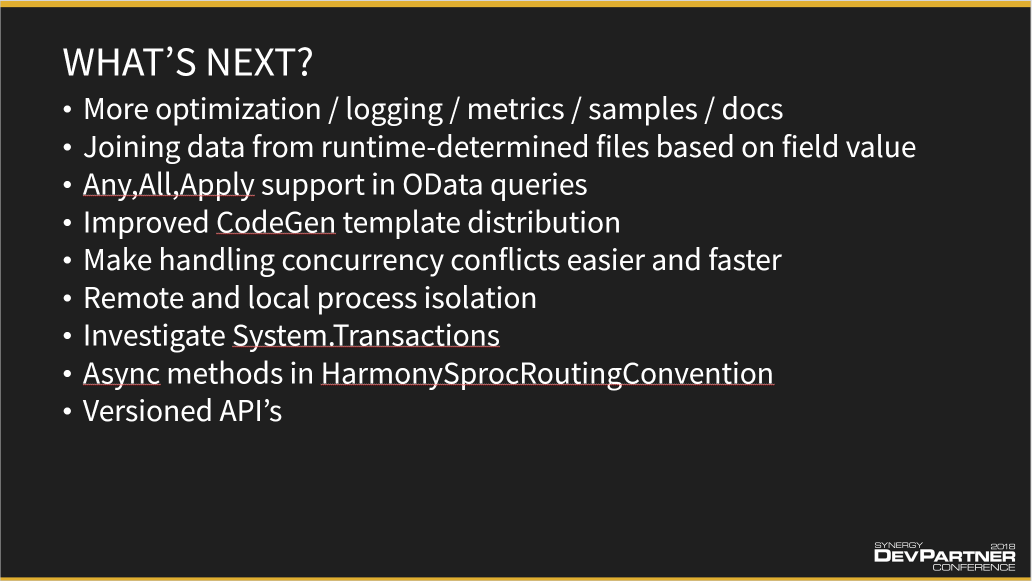 WHAT’S NEXT?
• More optimization / logging / metrics / samples / docs
• Joining data from runtime-determined files based on field value
• Any,All,Apply support in OData queries
• Improved CodeGen template distribution
• Make handling concurrency conflicts easier and faster
• Remote and local process isolation
• Investigate System.Transactions
• Async methods in HarmonySprocRoutingConvention
• Versioned API’s
SYNERGY 2018
DEVPARTNER
CONFERENCE